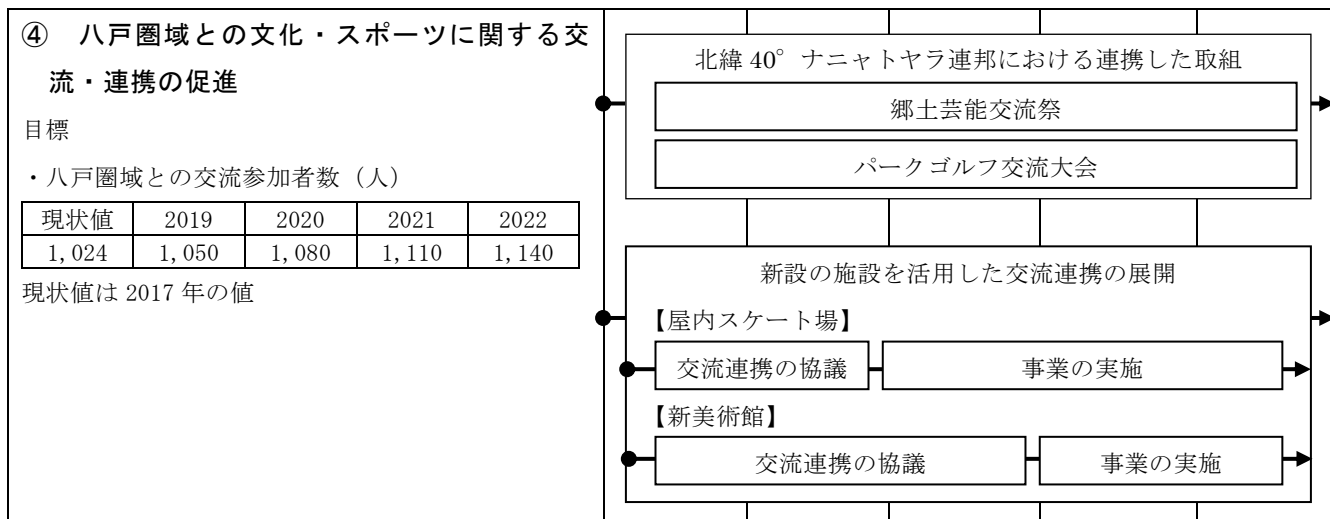 ④　八戸圏域との文化・スポーツに関する交
流・連携の促進
目標
・八戸圏域との交流参加者数（人）
現状値 2019 2020 2021 2022
1,024 1,050 1,080 1,110 1,140
現状値は 2017 年の値
北緯 40°ナニャトヤラ連邦における連携した取組
郷土芸能交流祭
パークゴルフ交流大会
新設の施設を活用した交流連携の展開
【屋内スケート場】
交流連携の協議 事業の実施
【新美術館】
交流連携の協議 事業の実施